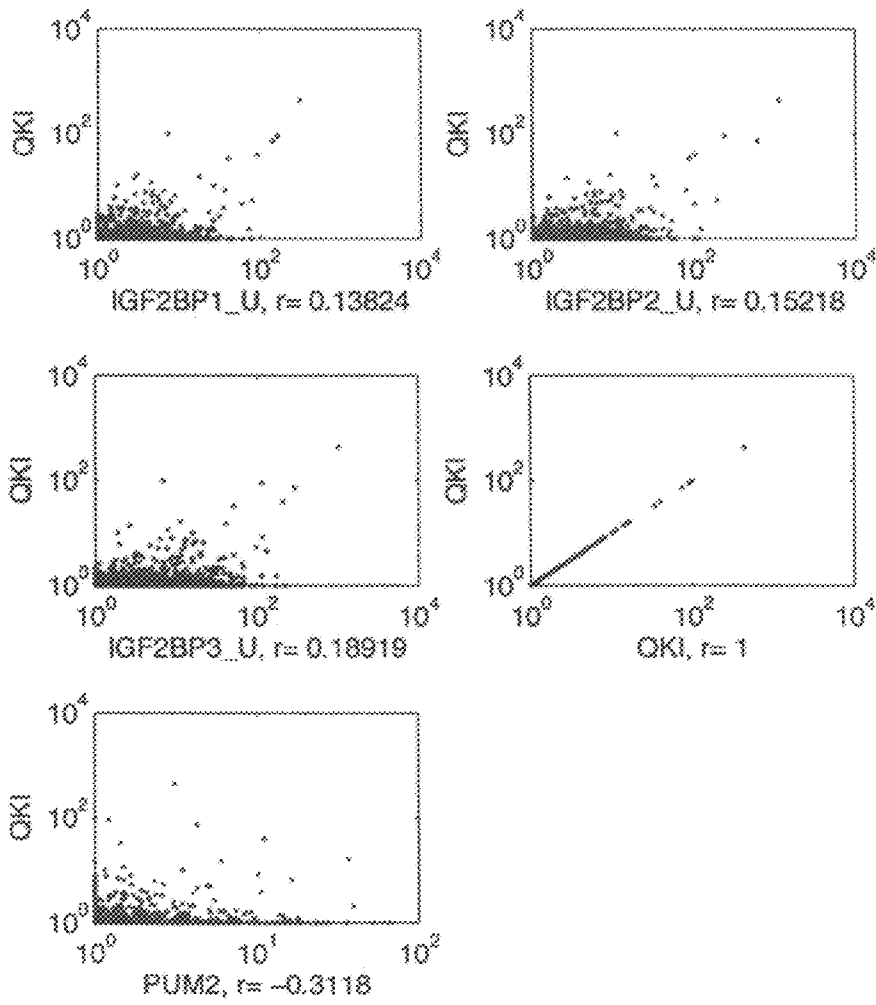 10⁴ 10⁴
QKI 10² QKI 10²
10⁰ 10⁰
10⁰ 10² 10⁴ 10⁰ 10² 10⁴
IGF2BP1_U, r= 0.13824 IGF2BP2_U, r= 0.15218
10⁴ 10⁴
QKI 10² QKI 10²
10⁰ 10⁰
10⁰ 10² 10⁴ 10⁰ 10² 10⁴
IGF2BP3_U, r= 0.18919 QKI, r= 1
10⁴
QKI 10²
10⁰
10⁰ 10¹ 10²
PUM2, r= −0.3118